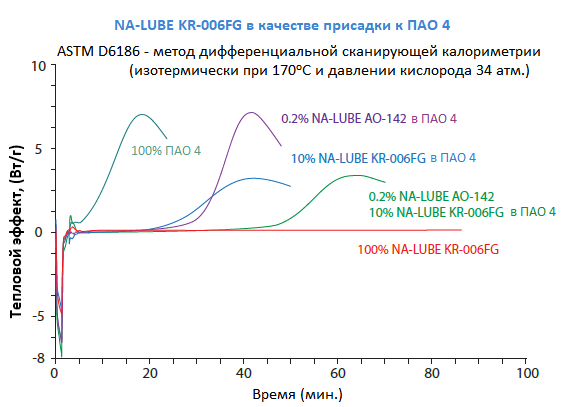 NA-LUBE KR-006FG в качестве присадки к ПАО 4
ASTM D6186 - метод дифференциальной сканирующей калориметрии
(изотермически при 170°C и давлении кислорода 34 атм.)
Тепловой эффект, (Вт/г)
10
5
0
-5
-8
100% ПАО 4
0.2% NA-LUBE AO-142 в ПАО 4
10% NA-LUBE KR-006FG в ПАО 4
0.2% NA-LUBE AO-142
10% NA-LUBE KR-006FG в ПАО 4
100% NA-LUBE KR-006FG
0 20 40 60 80 100
Время (мин.)